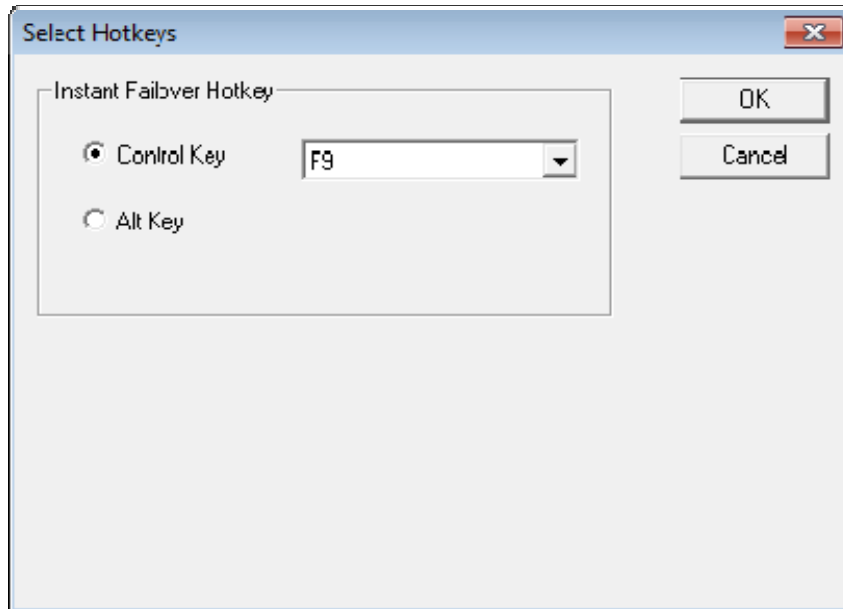 Select Hotkeys
Instant Failover Hotkey
OK
Control Key
F9
Cancel
Alt Key